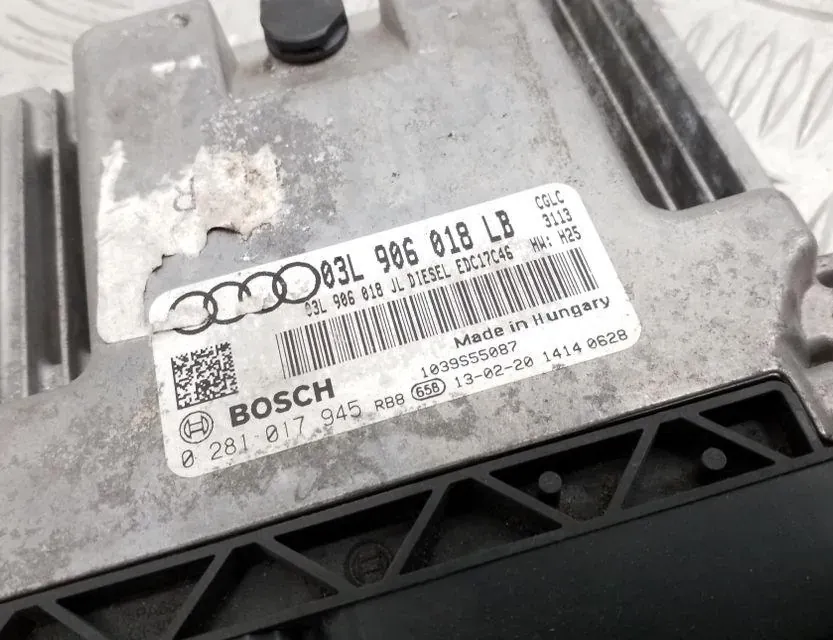 R
03L 906 018 LB CGLC
03L 906 018 JL DIESEL EDC17C46 3113
HW: H25
Made in Hungary
1039S55087
BOSCH RB8 65B 13-02-20 1414 0628
0 281 017 945